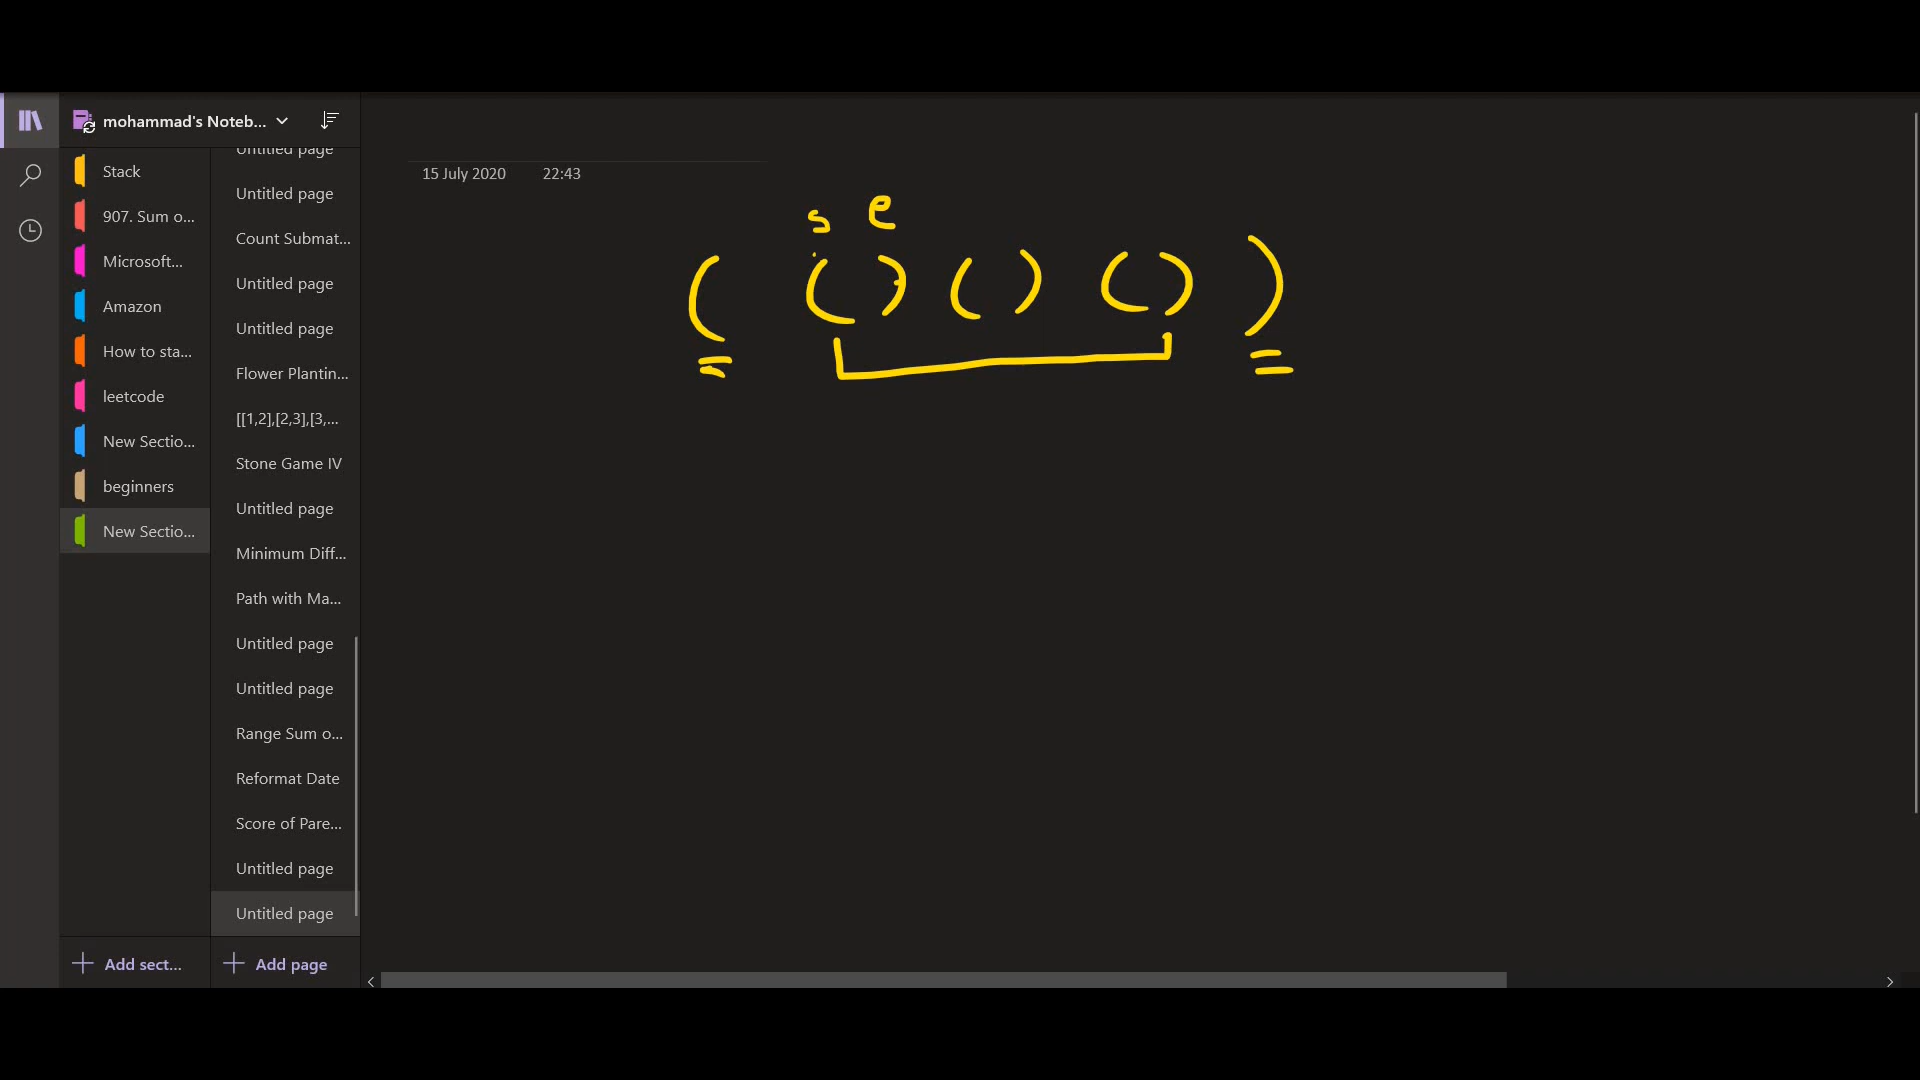 mohammad's Noteb...
Stack
907. Sum o...
Microsoft...
Amazon
How to sta...
leetcode
New Sectio...
beginners
New Sectio...
Add sect...
Untitled page
Untitled page
Count Submat...
Untitled page
Untitled page
Flower Plantin...
[[1,2],[2,3],[3,...
Stone Game IV
Untitled page
Minimum Diff...
Path with Ma...
Untitled page
Untitled page
Range Sum o...
Reformat Date
Score of Pare...
Untitled page
Untitled page
Add page
15 July 2020 22:43
s e
( ( ) ( ) ( ) )